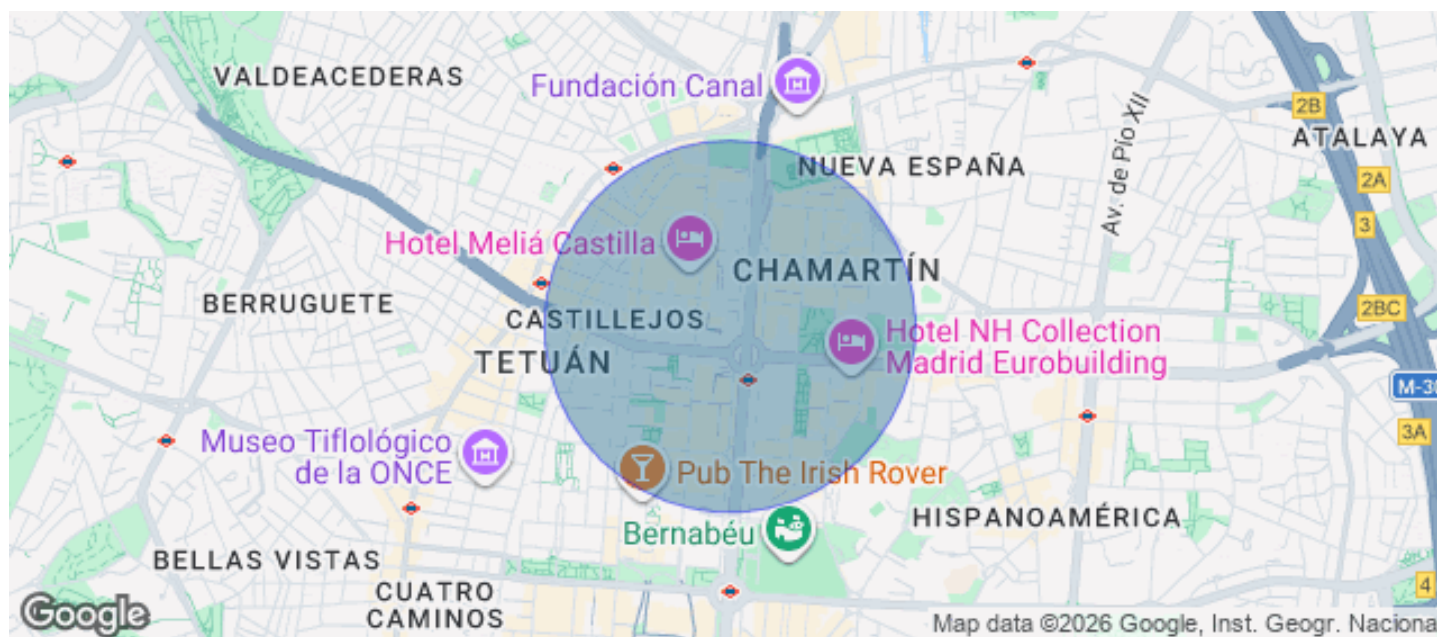 VALDEACEDERAS
Fundación Canal
2B
ATALAYA
NUEVA ESPAÑA
Av. de Pío XII
2A
3
Hotel Meliá Castilla
CHAMARTÍN
BERRUGUETE
CASTILLEJOS
2BC
TETUÁN
Hotel NH Collection
Madrid Eurobuilding
M-30
Museo Tiflológico
de la ONCE
3A
Pub The Irish Rover
Bernabéu
HISPANOAMÉRICA
BELLAS VISTAS
CUATRO
CAMINOS
4
Google
Map data ©2026 Google, Inst. Geogr. Naciona